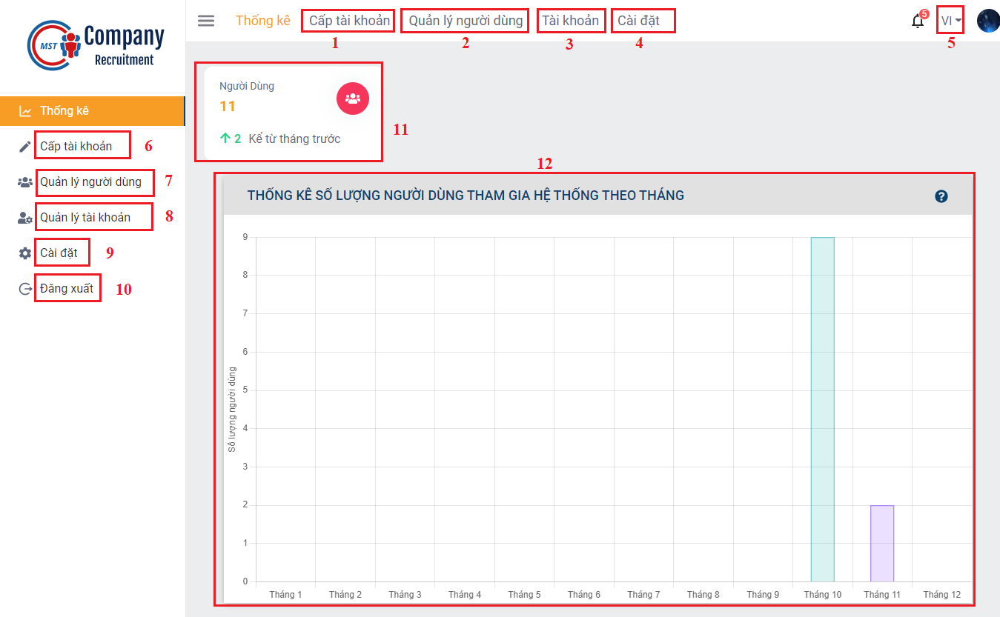 MST Company
Recruitment
Thống kê
Cấp tài khoản
6
Quản lý người dùng
7
Quản lý tài khoản
8
Cài đặt
9
Đăng xuất
10
Thống kê Cấp tài khoản Quản lý người dùng Tài khoản Cài đặt 5 VI
1 2 3 4 5
Người Dùng
11
2 Kể từ tháng trước
11
12
THỐNG KÊ SỐ LƯỢNG NGƯỜI DÙNG THAM GIA HỆ THỐNG THEO THÁNG ?
Số lượng người dùng
9
8
7
6
5
4
3
2
1
0
Tháng 1 Tháng 2 Tháng 3 Tháng 4 Tháng 5 Tháng 6 Tháng 7 Tháng 8 Tháng 9 Tháng 10 Tháng 11 Tháng 12